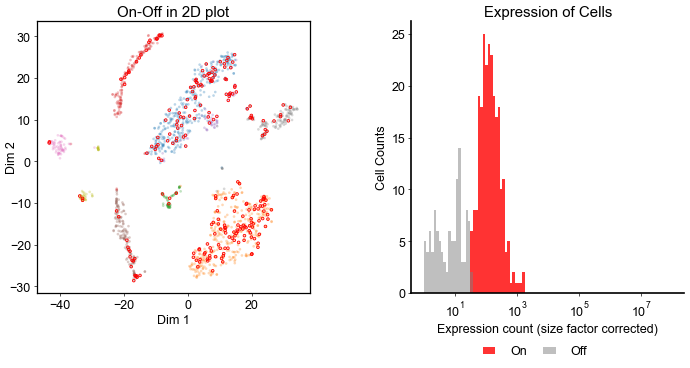 On-Off in 2D plot
30
20
10
0
−10
−20
−30
−40
−20
0
20
Dim 2
Dim 1
Expression of Cells
25
20
15
10
5
0
10^1
10^3
10^5
10^7
Cell Counts
Expression count (size factor corrected)
On
Off